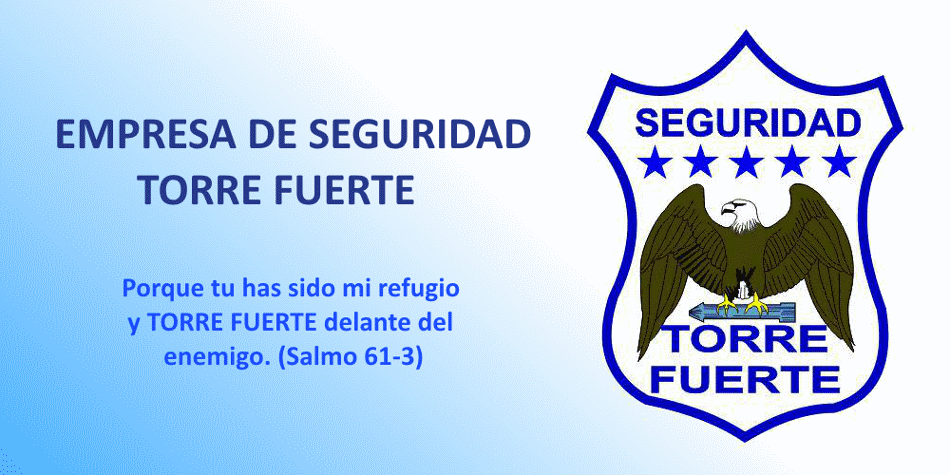 EMPRESA DE SEGURIDAD
TORRE FUERTE
Porque tu has sido mi refugio
y TORRE FUERTE delante del
enemigo. (Salmo 61-3)
SEGURIDAD
TORRE
FUERTE